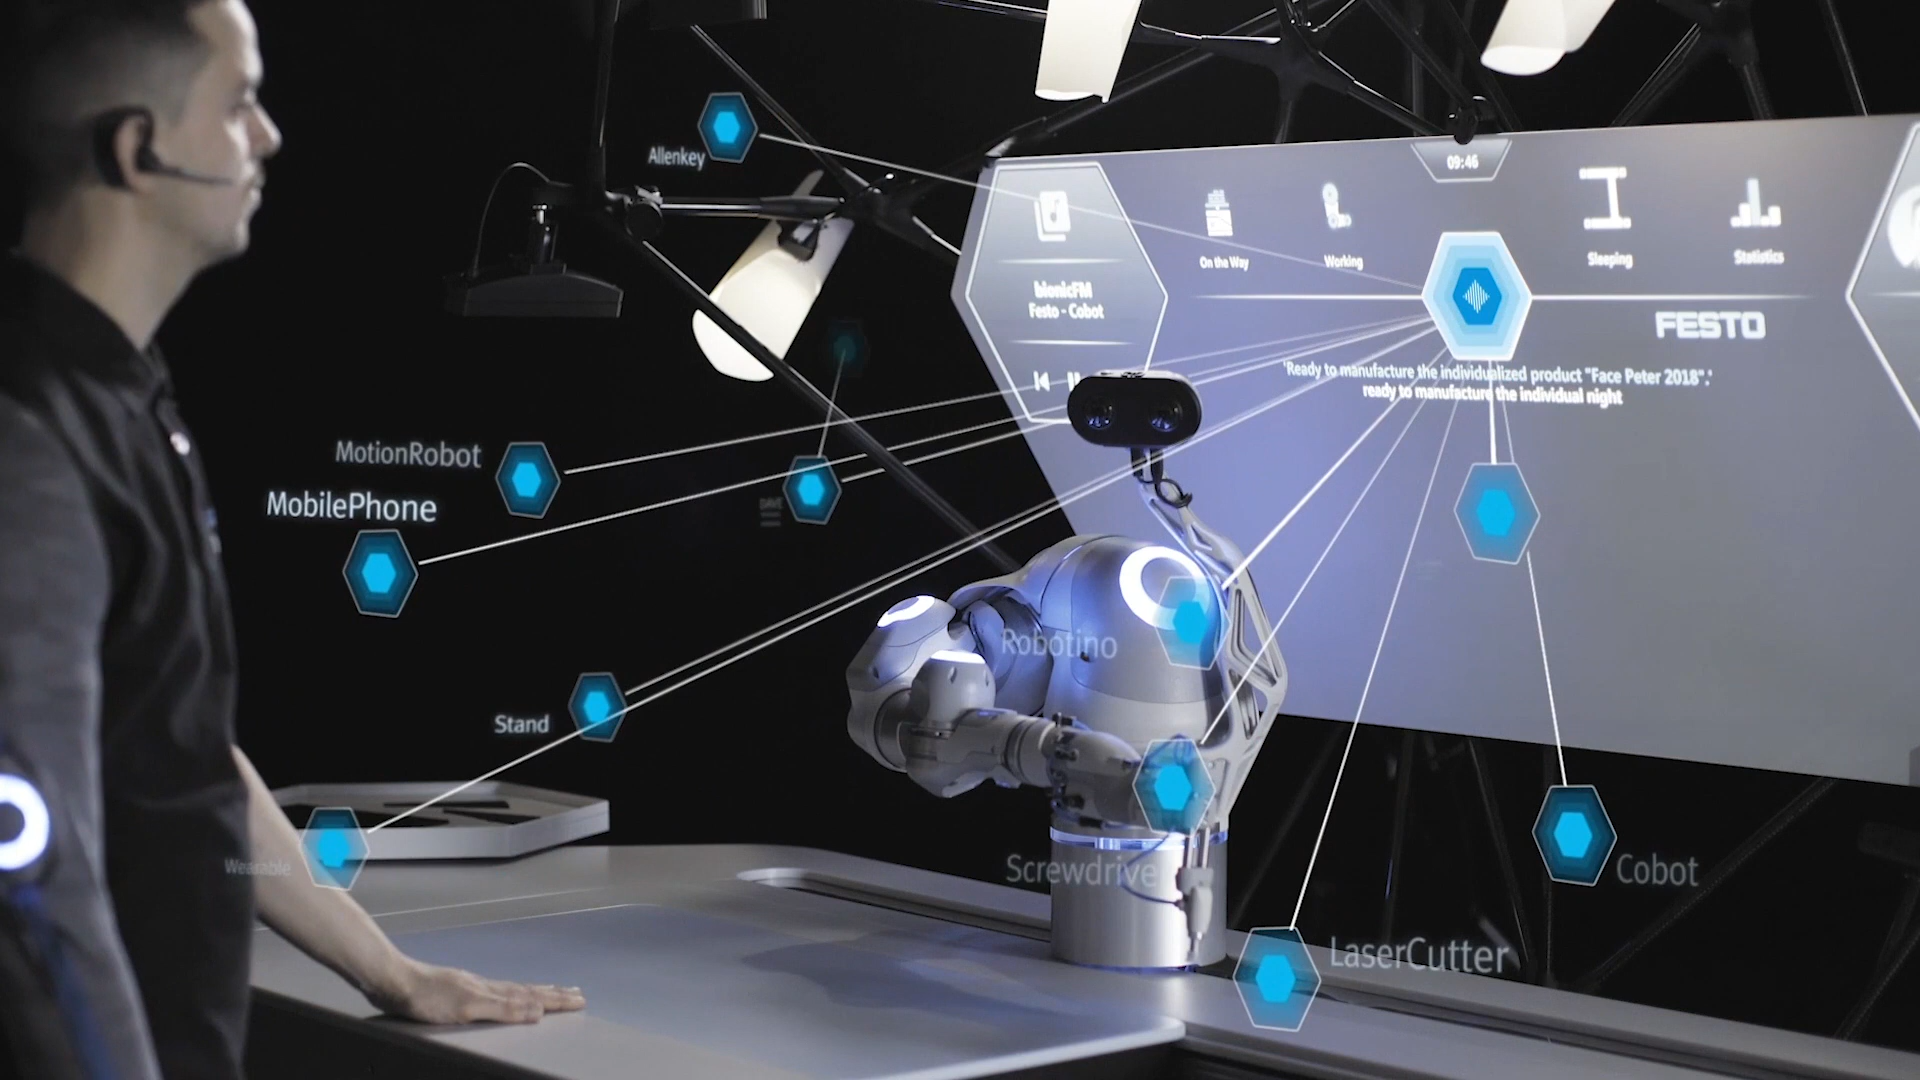 Allenkey
09:46
On the Way
Working
Sleeping
Statistics
bionicFM
Festo - Cobot
FESTO
'Ready to manufacture the individualized product "Face Peter 2018".'
ready to manufacture the individual night
MotionRobot
MobilePhone
DAVE
Robotino
Stand
Wearable
Screwdrive
Cobot
LaserCutter